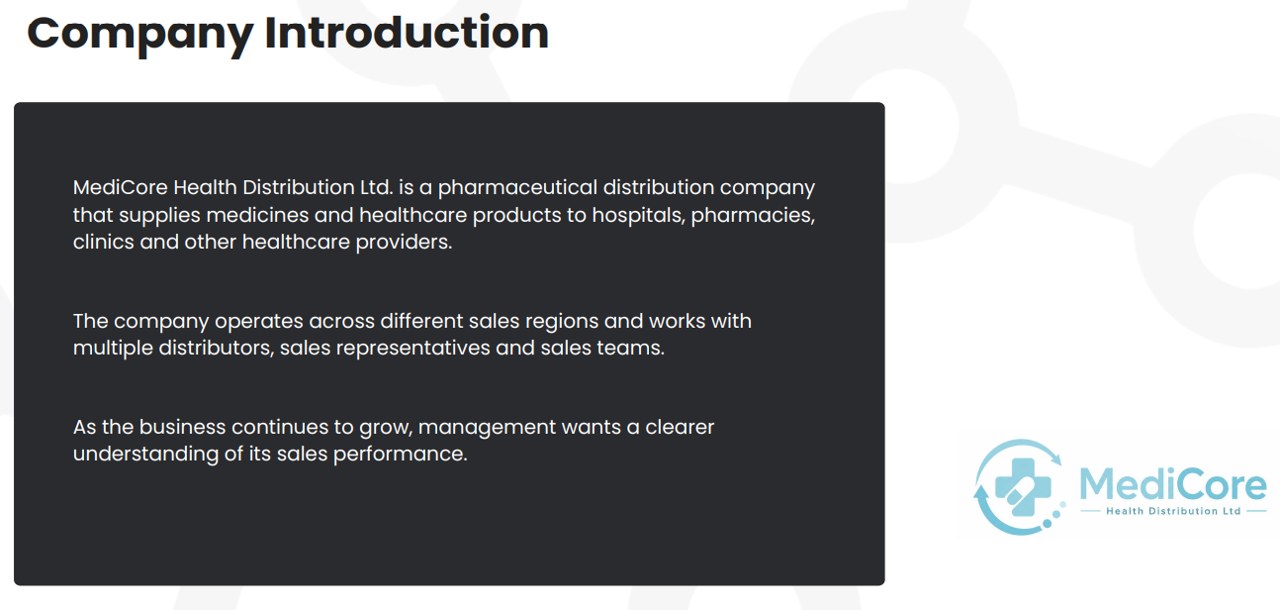 Company Introduction
MediCore Health Distribution Ltd. is a pharmaceutical distribution company
that supplies medicines and healthcare products to hospitals, pharmacies,
clinics and other healthcare providers.
The company operates across different sales regions and works with
multiple distributors, sales representatives and sales teams.
As the business continues to grow, management wants a clearer
understanding of its sales performance.
MediCore
Health Distribution Ltd